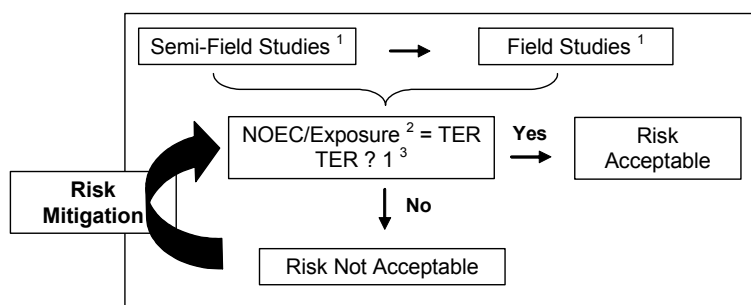 Semi-Field Studies ¹
Field Studies ¹
NOEC/Exposure ² = TER
TER ? 1 ³
Yes
Risk
Acceptable
Risk
Mitigation
No
Risk Not Acceptable